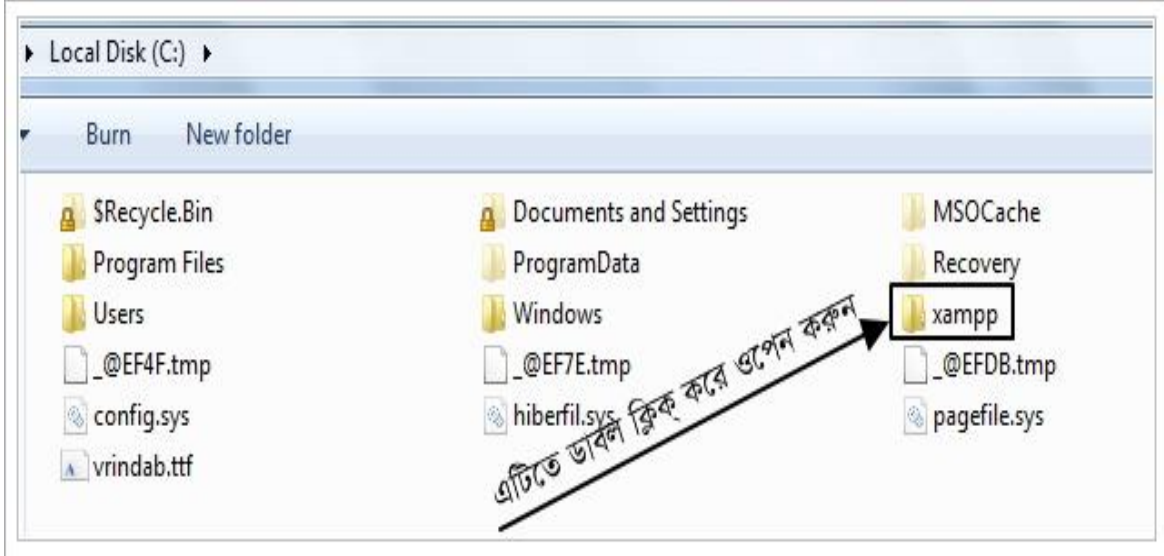 Local Disk (C:)
Burn New folder
$Recycle.Bin Documents and Settings MSOCache
Program Files ProgramData Recovery
Users Windows xampp
_@EF4F.tmp _@EF7E.tmp _@EFDB.tmp
config.sys hiberfil.sys pagefile.sys
vrindab.ttf
এটিতে ডাবল ক্লিক্ করে ওপেন করুন